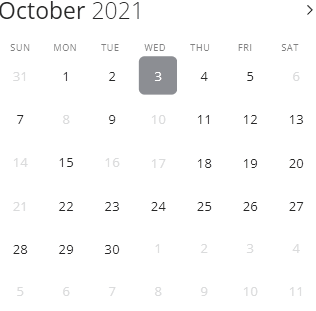 October 2021
SUN MON TUE WED THU FRI SAT
31 1 2 3 4 5 6
7 8 9 10 11 12 13
14 15 16 17 18 19 20
21 22 23 24 25 26 27
28 29 30 1 2 3 4
5 6 7 8 9 10 11